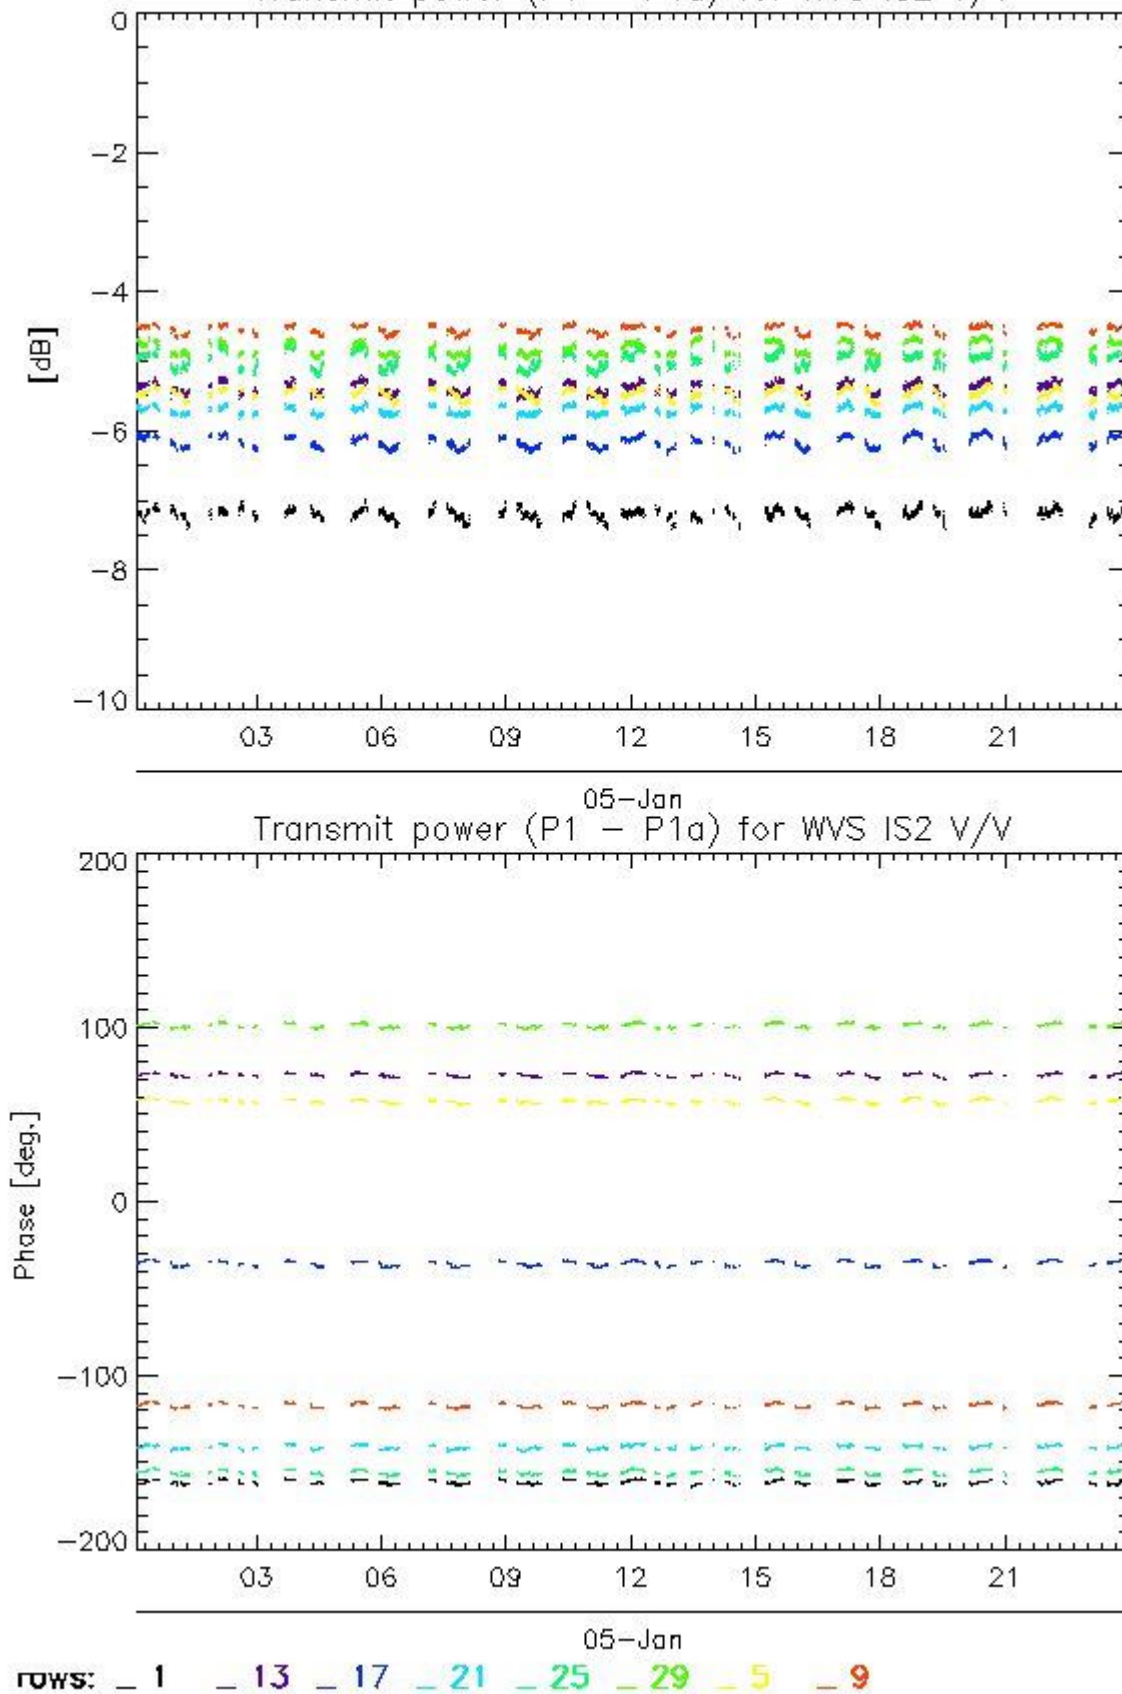 0
−2
−4
[dB]
−6
−8
−10
03 06 09 12 15 18 21
05-Jan
Transmit power (P1 − P1a) for WVS IS2 V/V
200
100
0
Phase [deg.]
−100
−200
03 06 09 12 15 18 21
05-Jan
rows: _ 1 _ 13 _ 17 _ 21 _ 25 _ 29 _ 5 _ 9